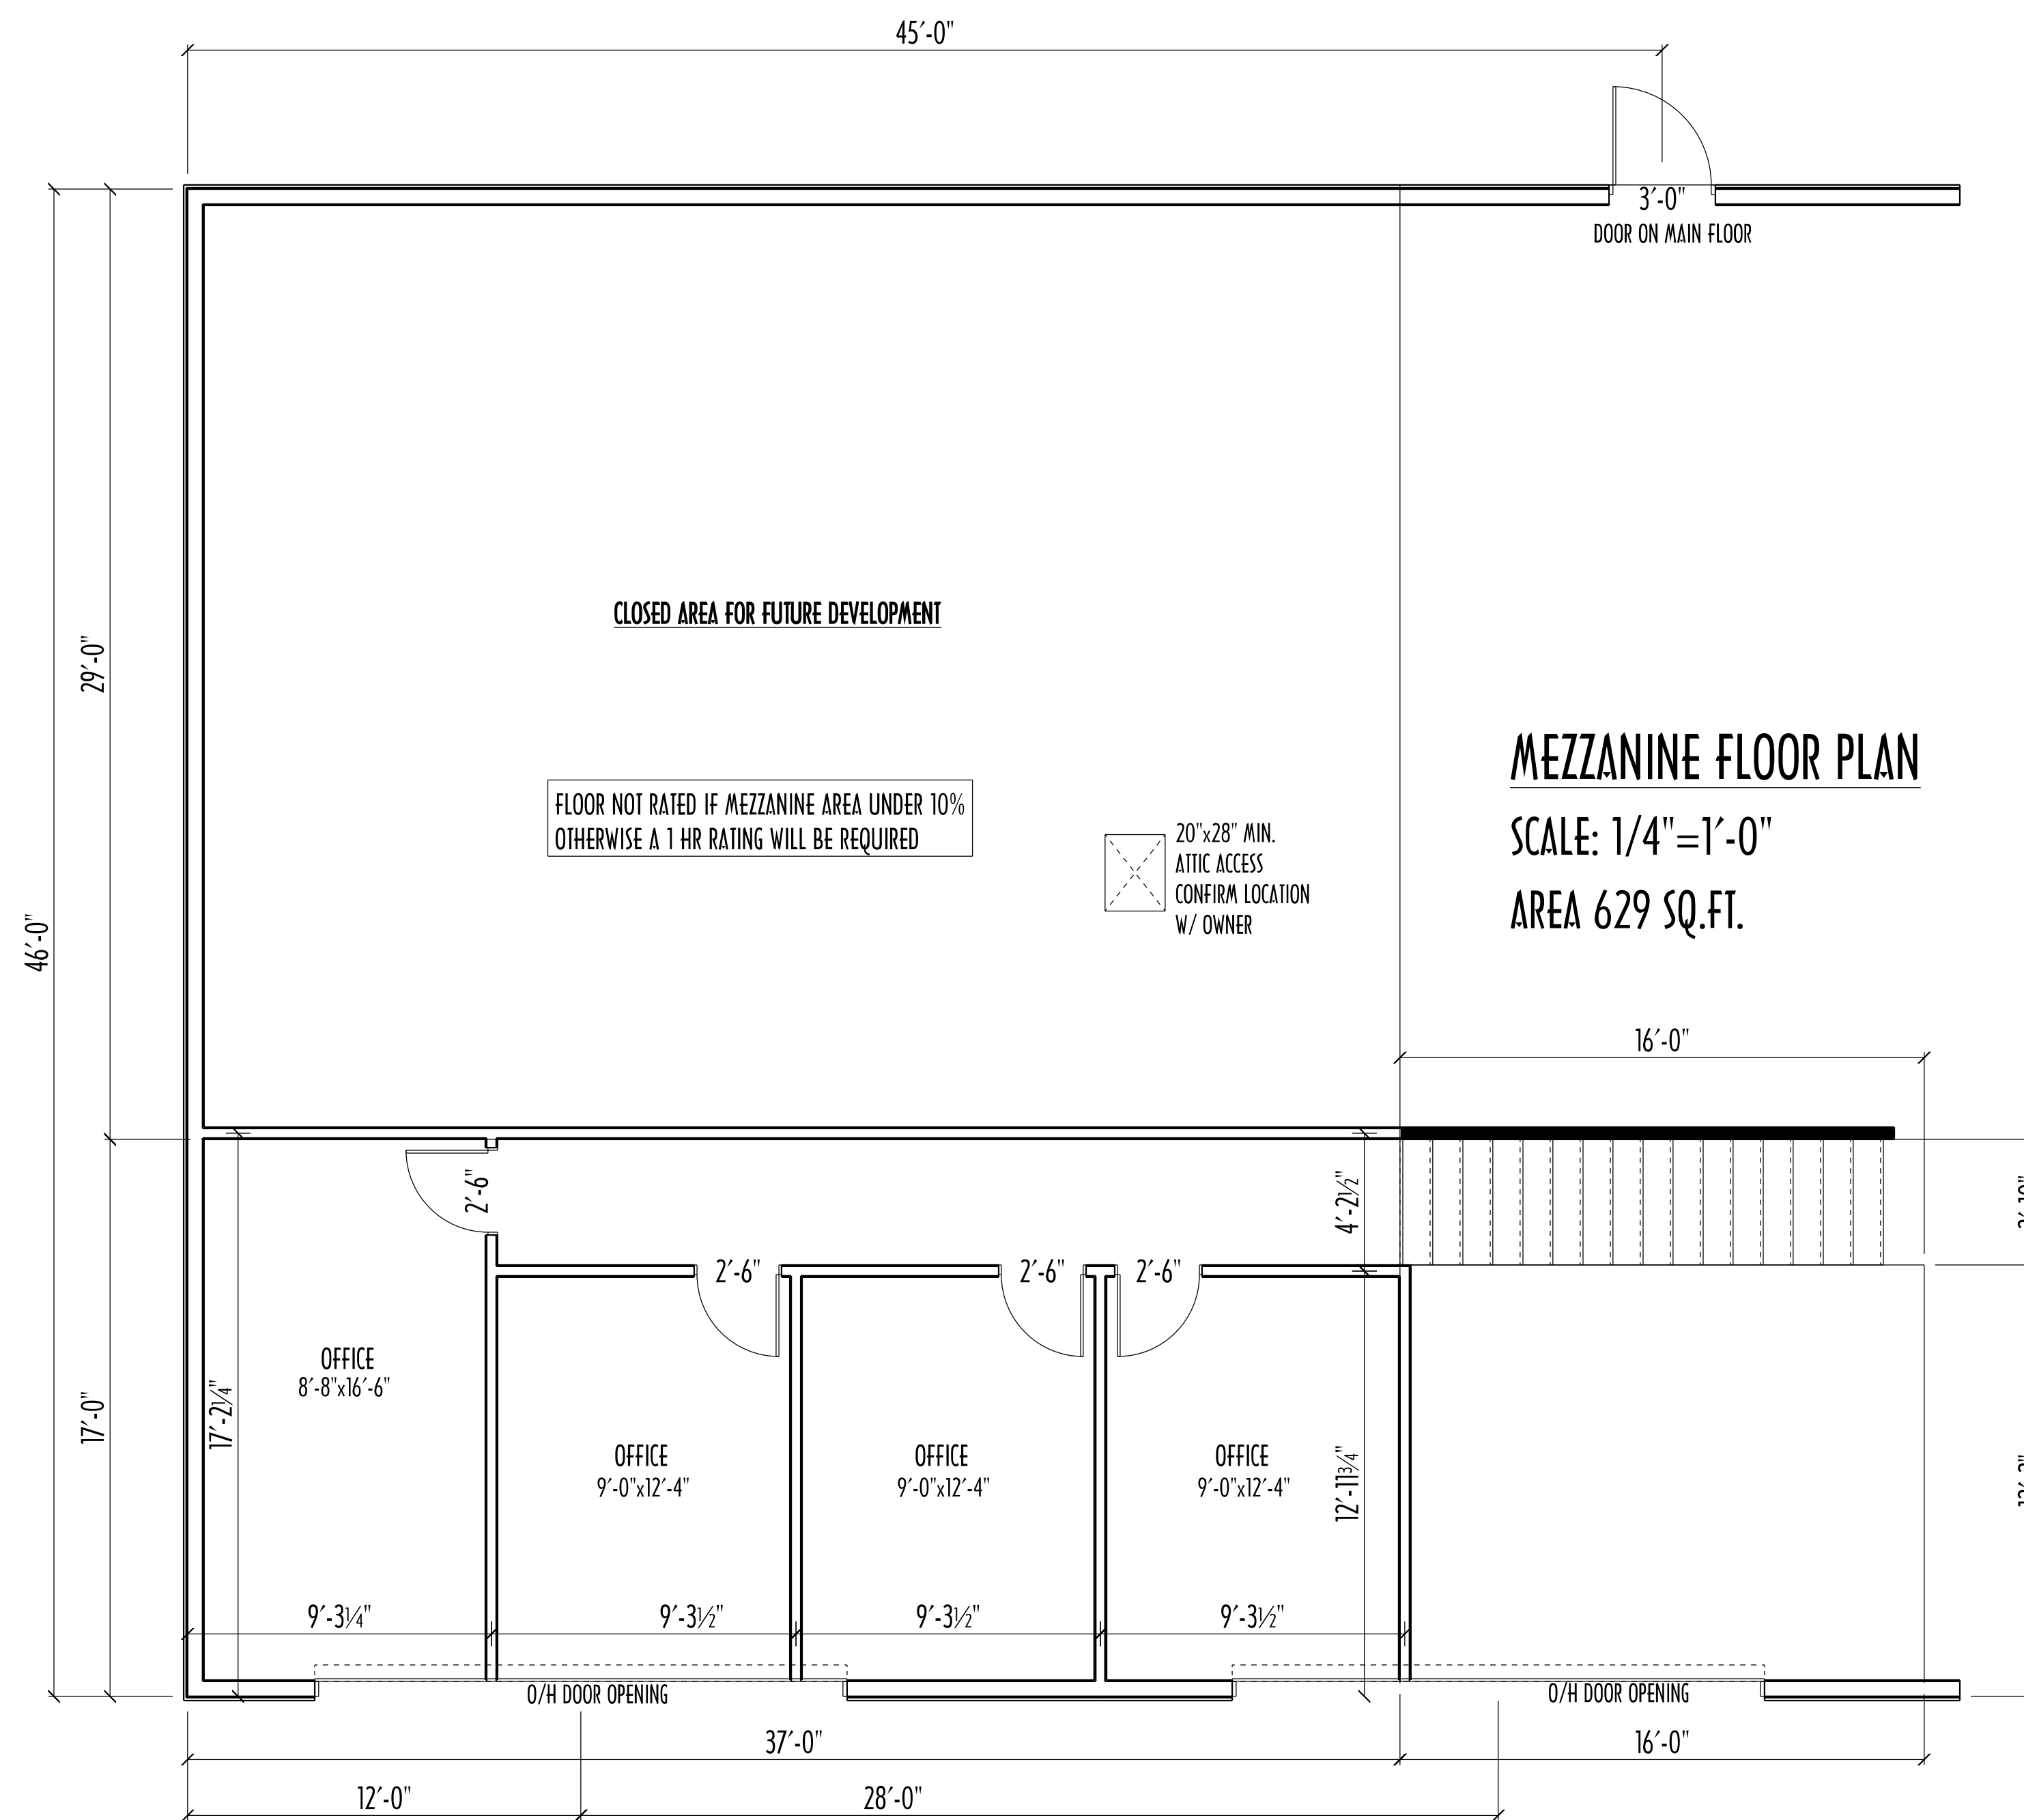 45'-0"
3'-0"
DOOR ON MAIN FLOOR
CLOSED AREA FOR FUTURE DEVELOPMENT
29'-0"
46'-0"
FLOOR NOT RATED IF MEZZANINE AREA UNDER 10%
OTHERWISE A 1 HR RATING WILL BE REQUIRED
20"x28" MIN.
ATTIC ACCESS
CONFIRM LOCATION
W/ OWNER
MEZZANINE FLOOR PLAN
SCALE: 1/4"=1'-0"
AREA 629 SQ.FT.
16'-0"
2'-6"
4'-2½"
2'-6"
2'-6"
2'-6"
OFFICE
8'-8"x16'-6"
17'-0"
17'-2¼"
OFFICE
9'-0"x12'-4"
OFFICE
9'-0"x12'-4"
OFFICE
9'-0"x12'-4"
12'-11¾"
9'-3¼"
9'-3½"
9'-3½"
9'-3½"
O/H DOOR OPENING
O/H DOOR OPENING
37'-0"
16'-0"
12'-0"
28'-0"